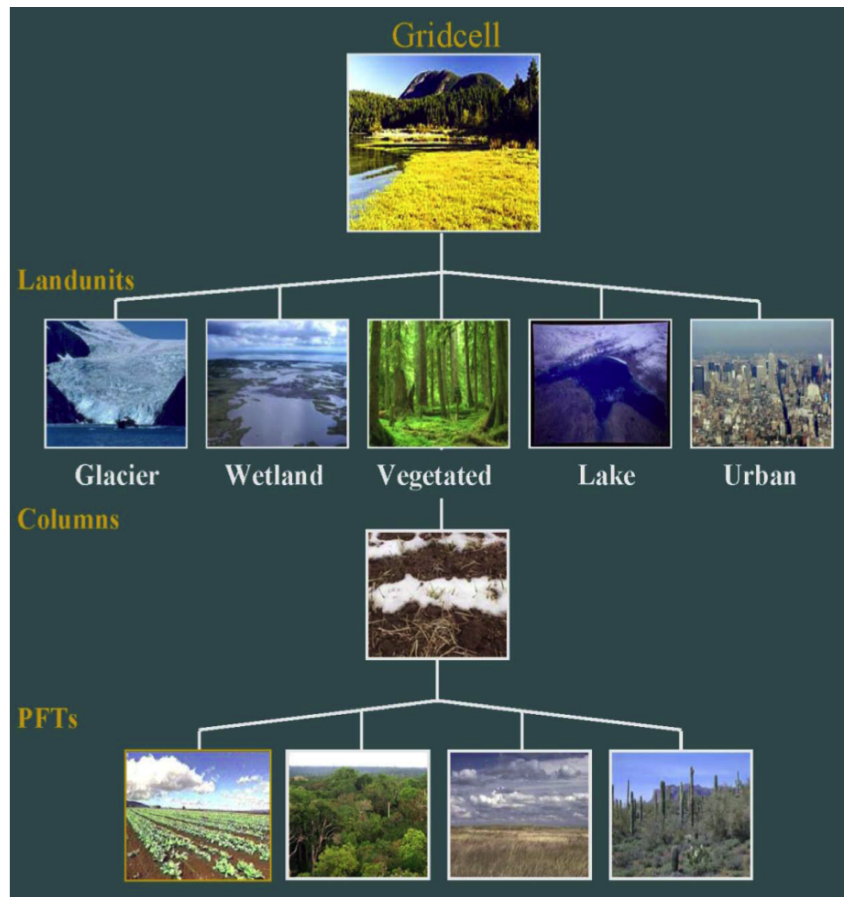 Gridcell
Landunits
Glacier
Wetland
Vegetated
Lake
Urban
Columns
PFTs